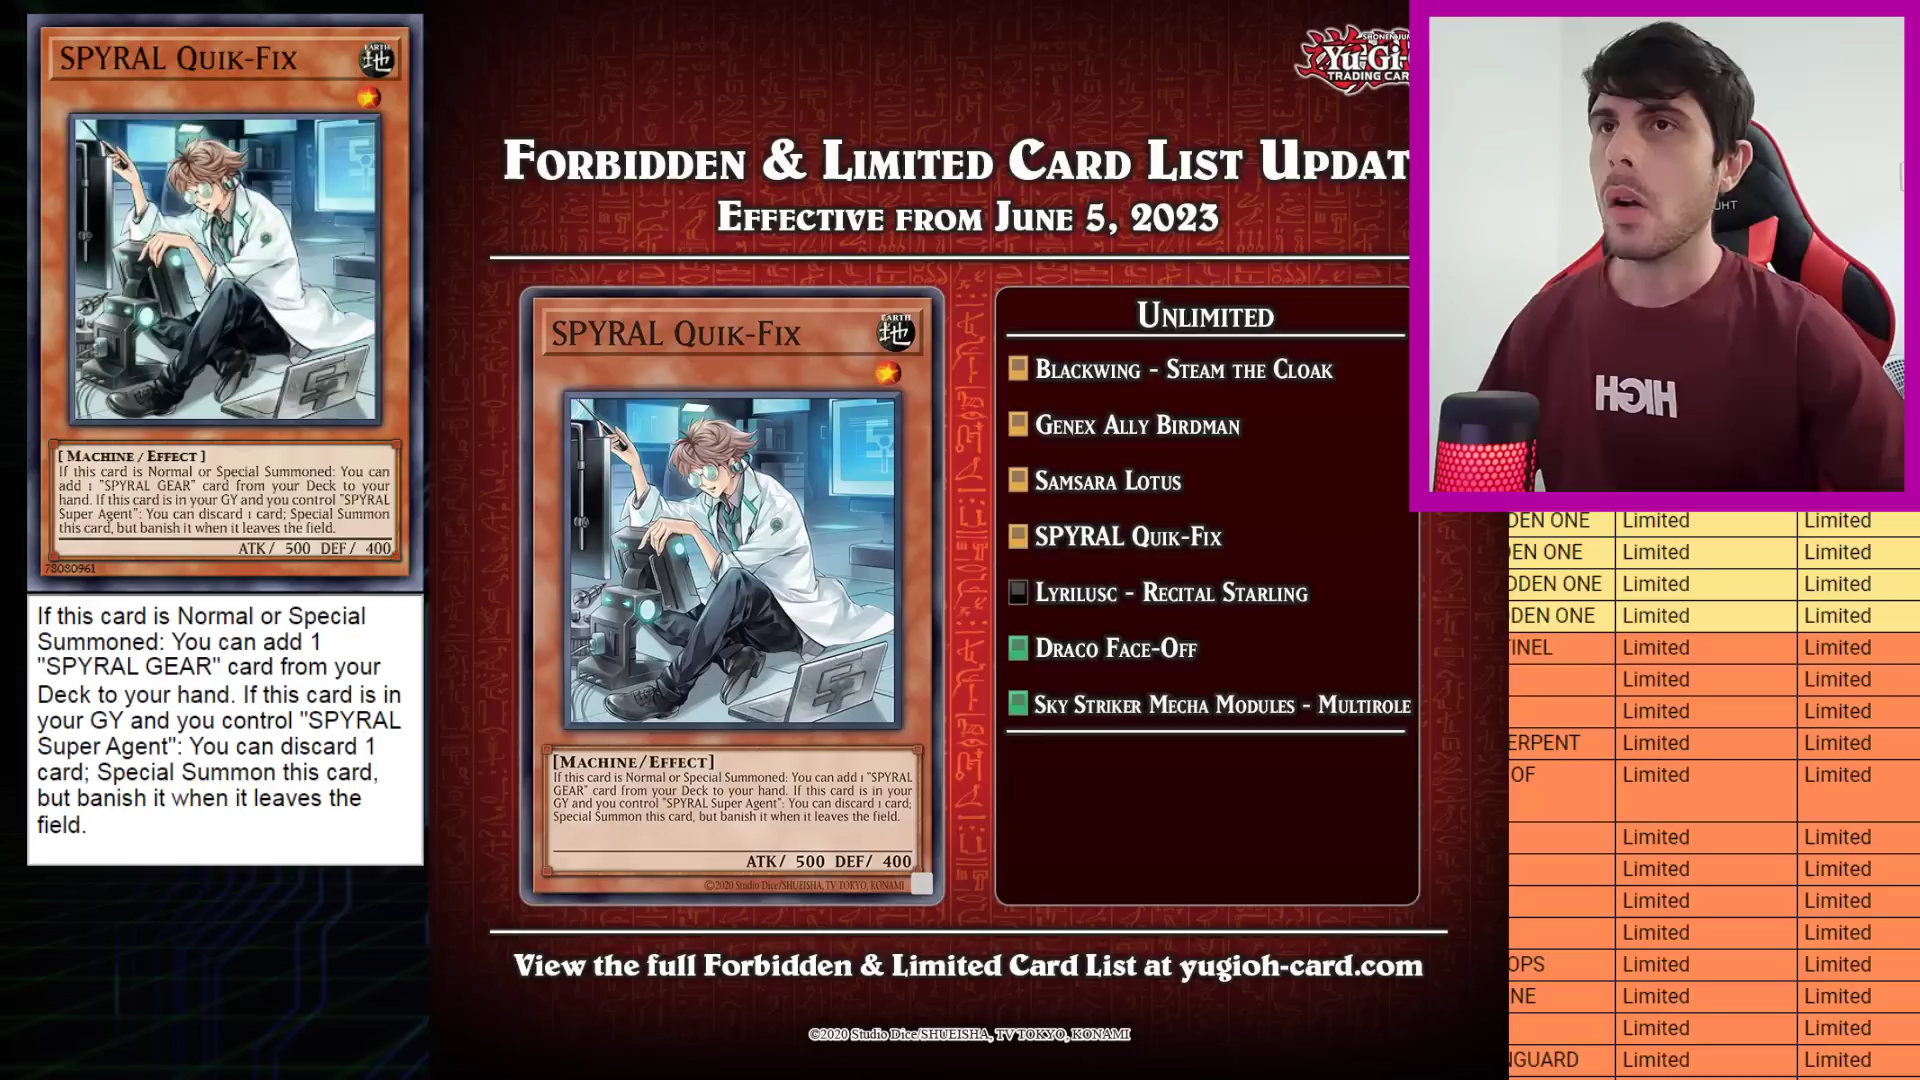 SPYRAL QUIK-FIX
EARTH
地
[ MACHINE / EFFECT ]
If this card is Normal or Special Summoned: You can
add 1 "SPYRAL GEAR" card from your Deck to your
hand. If this card is in your GY and you control "SPYRAL
Super Agent": You can discard 1 card; Special Summon
this card, but banish it when it leaves the field.
ATK/ 500 DEF/ 400
78080961
If this card is Normal or Special
Summoned: You can add 1
"SPYRAL GEAR" card from your
Deck to your hand. If this card is in
your GY and you control "SPYRAL
Super Agent": You can discard 1
card; Special Summon this card,
but banish it when it leaves the
field.
SHONEN JUM
YU-GI-
TRADING CAR
FORBIDDEN & LIMITED CARD LIST UPDAT
EFFECTIVE FROM JUNE 5, 2023
SPYRAL QUIK-FIX
EARTH
地
[MACHINE/EFFECT]
If this card is Normal or Special Summoned: You can add 1 "SPYRAL
GEAR" card from your Deck to your hand. If this card is in your
GY and you control "SPYRAL Super Agent": You can discard 1 card;
Special Summon this card, but banish it when it leaves the field.
ATK/ 500 DEF/ 400
©2020 Studio Dice/SHUEISHA, TV TOKYO, KONAMI
UNLIMITED
BLACKWING - STEAM THE CLOAK
GENEX ALLY BIRDMAN
SAMSARA LOTUS
SPYRAL QUIK-FIX
LYRILUSC - RECITAL STARLING
DRACO FACE-OFF
SKY STRIKER MECHA MODULES - MULTIROLE
View the full Forbidden & Limited Card List at yugioh-card.com
©2020 Studio Dice/SHUEISHA, TV TOKYO, KONAMI
HIGH
DEN ONE Limited Limited
DEN ONE Limited Limited
DDEN ONE Limited Limited
DDEN ONE Limited Limited
TINEL Limited Limited
Limited Limited
Limited Limited
ERPENT Limited Limited
OF Limited Limited
Limited Limited
Limited Limited
Limited Limited
Limited Limited
OPS Limited Limited
NE Limited Limited
Limited Limited
NGUARD Limited Limited